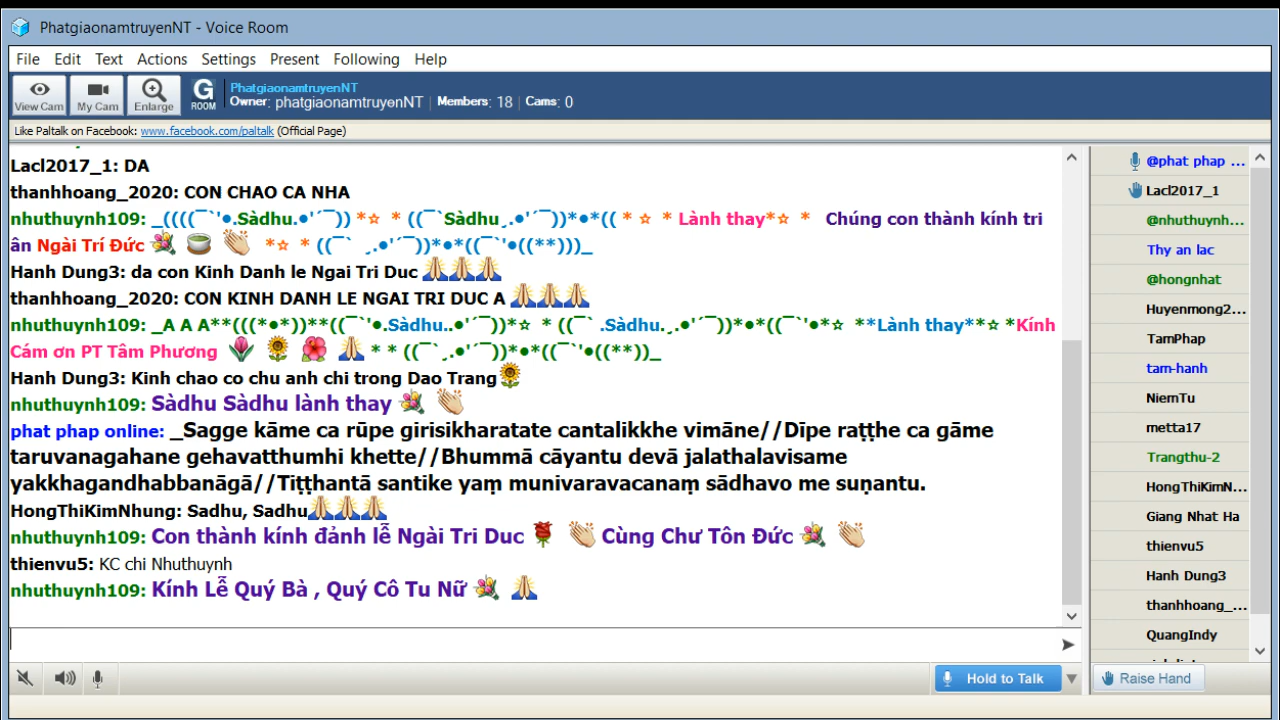 PhatgiaonamtruyenNT - Voice Room
File Edit Text Actions Settings Present Following Help
View Cam My Cam Enlarge G ROOM
PhatgiaonamtruyenNT
Owner: phatgiaonamtruyenNT | Members: 18 | Cams: 0
Like Paltalk on Facebook: www.facebook.com/paltalk (Official Page)
Lacl2017_1: DA
thanhhoang_2020: CON CHAO CA NHA
nhuthuynh109: _((((¯`'•.Sàdhu.•'´¯)) *☆ * ((¯`Sàdhu¸.•'´¯))*•*(( * ☆ * Lành thay*☆ * Chúng con thành kính tri
ân Ngài Trí Đức 💐 🍵 👏 *☆ * ((¯` ¸.•'´¯))*•*((¯`'•((**)))_
Hanh Dung3: da con Kinh Danh le Ngai Tri Duc 🙏🙏🙏
thanhhoang_2020: CON KINH DANH LE NGAI TRI DUC A 🙏🙏🙏
nhuthuynh109: _A A A**(((*•*))**((¯`'•.Sàdhu..•'´¯))*☆ * ((¯` .Sàdhu.¸.•'´¯))*•*((¯`'•*☆ **Lành thay**☆ *Kính
Cám ơn PT Tâm Phương 🌷 🌻 🌺 🙏 * * ((¯`¸.•'´¯))*•*((¯`'•((**))_
Hanh Dung3: Kinh chao co chu anh chi trong Dao Trang🌻
nhuthuynh109: Sàdhu Sàdhu lành thay 💐 👏
phat phap online: _Sagge kāme ca rūpe girisikharatate cantalikkhe vimāne//Dīpe raṭṭhe ca gāme
taruvanagahane gehavatthumhi khette//Bhummā cāyantu devā jalathalavisame
yakkhagandhabbanāgā//Tiṭṭhantā santike yaṃ munivaravacanaṃ sādhavo me suṇantu.
HongThiKimNhung: Sadhu, Sadhu🙏🙏🙏
nhuthuynh109: Con thành kính đảnh lễ Ngài Tri Duc 🌹 👏 Cùng Chư Tôn Đức 💐 👏
thienvu5: KC chi Nhuthuynh
nhuthuynh109: Kính Lễ Quý Bà , Quý Cô Tu Nữ 💐 🙏
@phat phap ...
Lacl2017_1
@nhuthuynh...
Thy an lac
@hongnhat
Huyenmong2...
TamPhap
tam-hanh
NiemTu
metta17
Trangthu-2
HongThiKimN...
Giang Nhat Ha
thienvu5
Hanh Dung3
thanhhoang_...
QuangIndy
Hold to Talk
Raise Hand